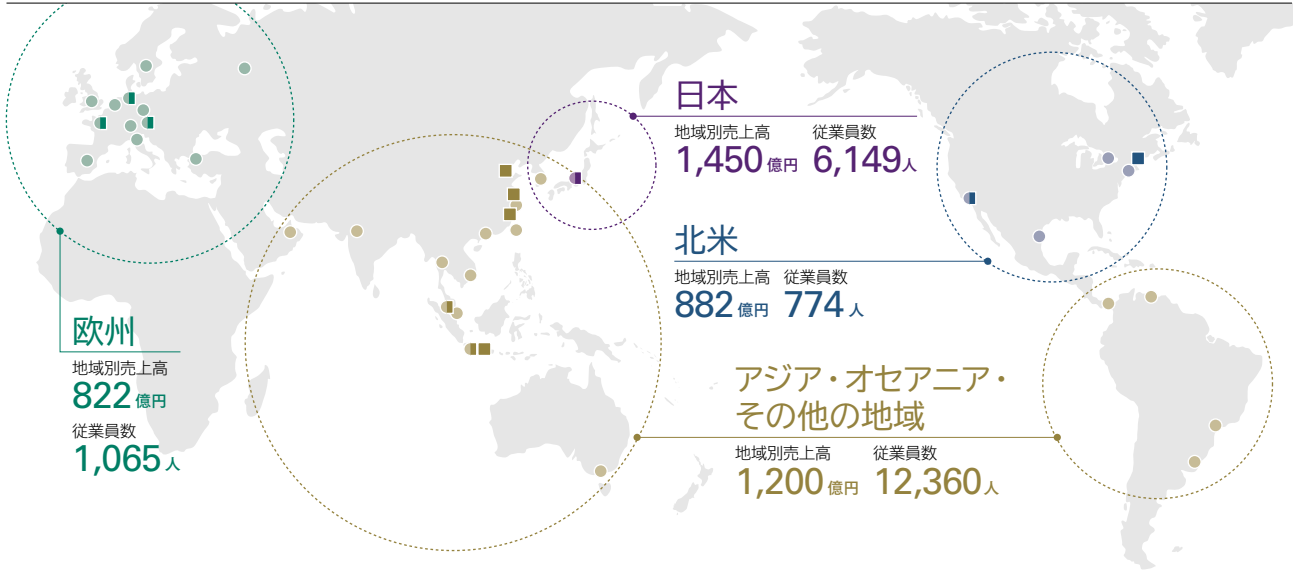 日本
地域別売上高 従業員数
1,450億円 6,149人
北米
地域別売上高 従業員数
882億円 774人
欧州
地域別売上高
822億円
従業員数
1,065人
アジア・オセアニア・
その他の地域
地域別売上高 従業員数
1,200億円 12,360人